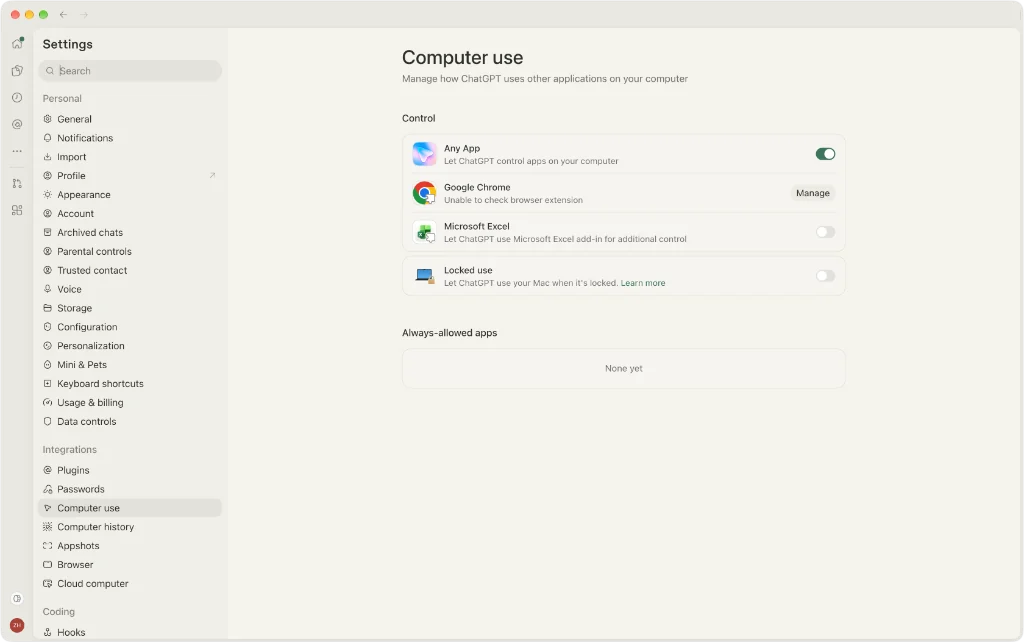 Settings
Search
Personal
General
Notifications
Import
Profile
Appearance
Account
Archived chats
Parental controls
Trusted contact
Voice
Storage
Configuration
Personalization
Mini & Pets
Keyboard shortcuts
Usage & billing
Data controls
Integrations
Plugins
Passwords
Computer use
Computer history
Appshots
Browser
Cloud computer
Coding
Hooks
ZH
Computer use
Manage how ChatGPT uses other applications on your computer
Control
Any App
Let ChatGPT control apps on your computer
Google Chrome
Unable to check browser extension
Manage
Microsoft Excel
Let ChatGPT use Microsoft Excel add-in for additional control
Locked use
Let ChatGPT use your Mac when it's locked. Learn more
Always-allowed apps
None yet